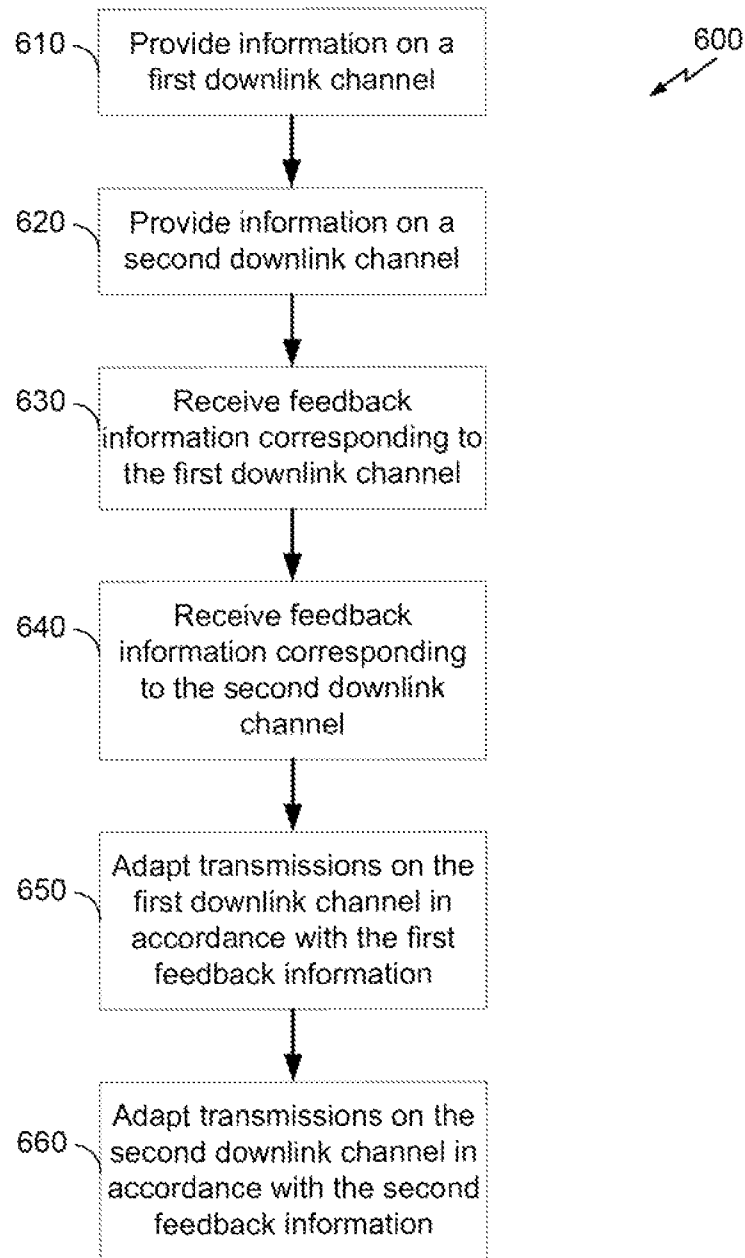 600
610
Provide information on a
first downlink channel
620
Provide information on a
second downlink channel
630
Receive feedback
information corresponding to
the first downlink channel
640
Receive feedback
information corresponding
to the second downlink
channel
650
Adapt transmissions on the
first downlink channel in
accordance with the first
feedback information
660
Adapt transmissions on the
second downlink channel in
accordance with the second
feedback information